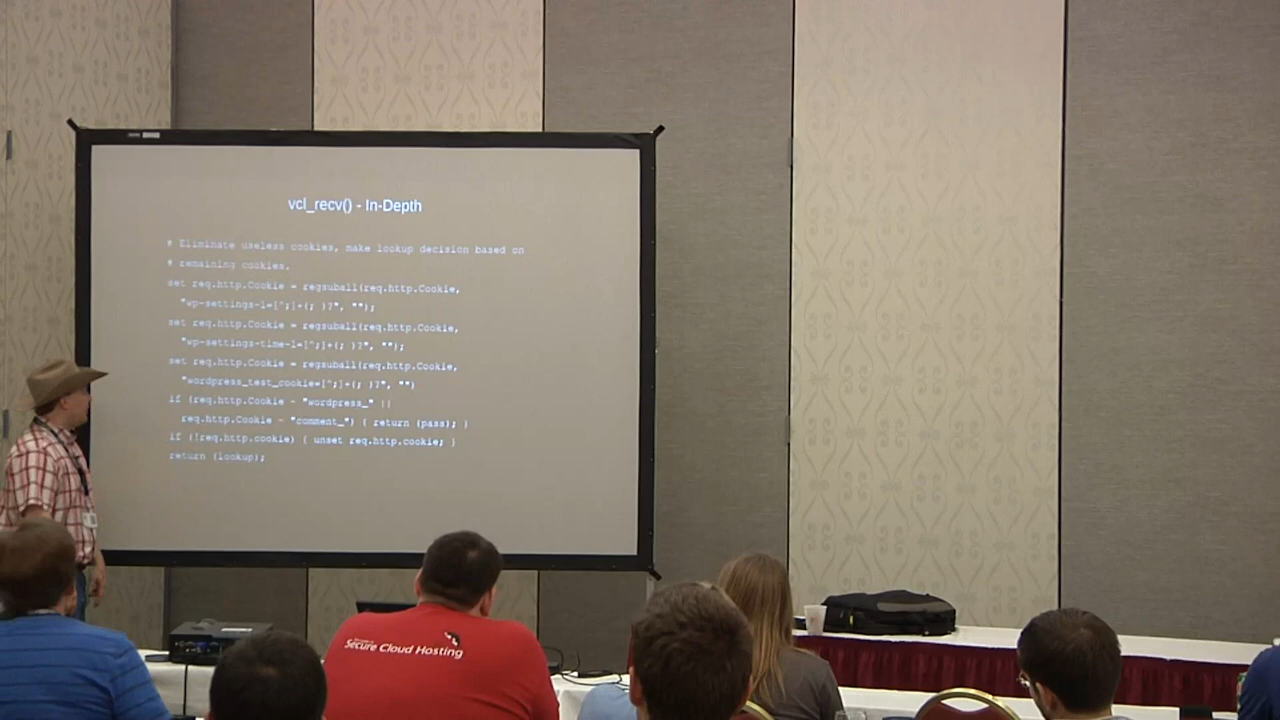 vcl_recv() - In-Depth
# Eliminate useless cookies, make lookup decision based on
# remaining cookies.
set req.http.Cookie = regsuball(req.http.Cookie,
"wp-settings-1=[^;]+(; )?", "");
set req.http.Cookie = regsuball(req.http.Cookie,
"wp-settings-time-1=[^;]+(; )?", "");
set req.http.Cookie = regsuball(req.http.Cookie,
"wordpress_test_cookie=[^;]+(; )?", "")
if (req.http.Cookie ~ "wordpress_" ||
req.http.Cookie ~ "comment_") { return (pass); }
if (!req.http.cookie) { unset req.http.cookie; }
return (lookup);
Secure Cloud Hosting